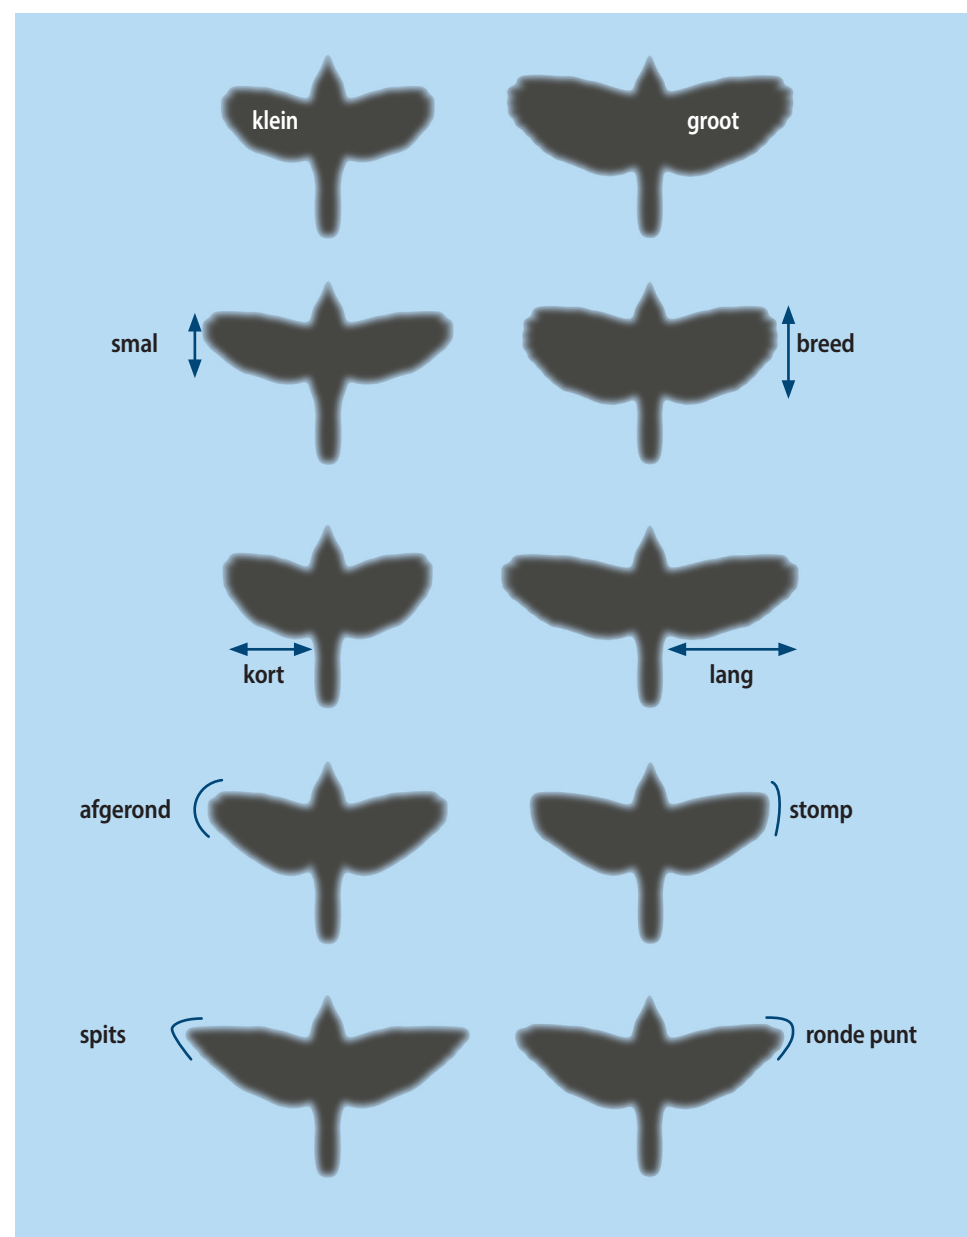 klein
groot
smal
breed
kort
lang
afgerond
stomp
spits
ronde punt